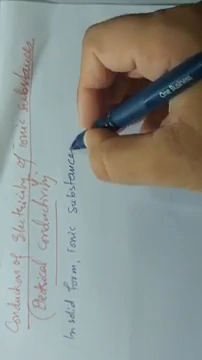 Conduction of Electricity of ionic substances
(Electrical conductivity)
In solid form, Ionic Substances